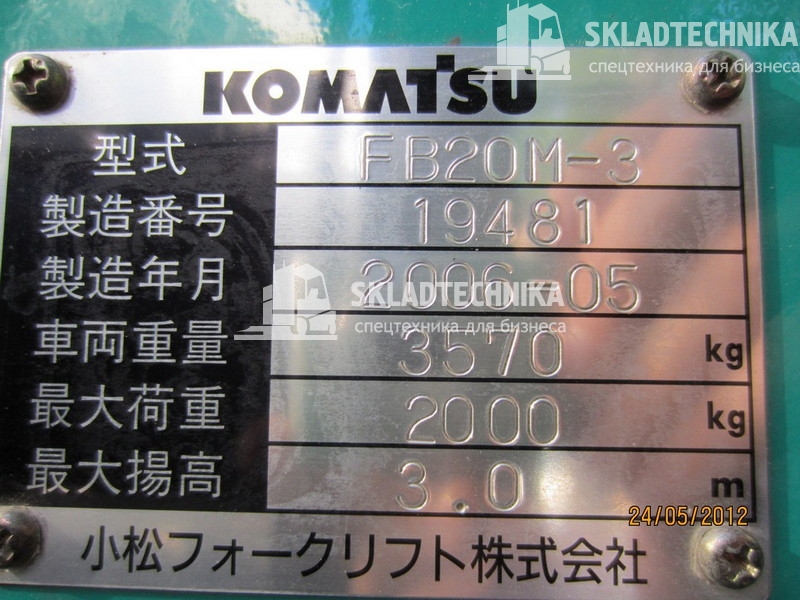 SKLADTECHNIKA
спецтехника для бизнеса
KOMATSU
型式 FB20M-3
製造番号 19481
製造年月 2006-05
SKLADTECHNIKA
спецтехника для бизнеса
車両重量 3570 kg
最大荷重 2000 kg
最大揚高 3.0 m
24/05/2012
小松フォークリフト株式会社